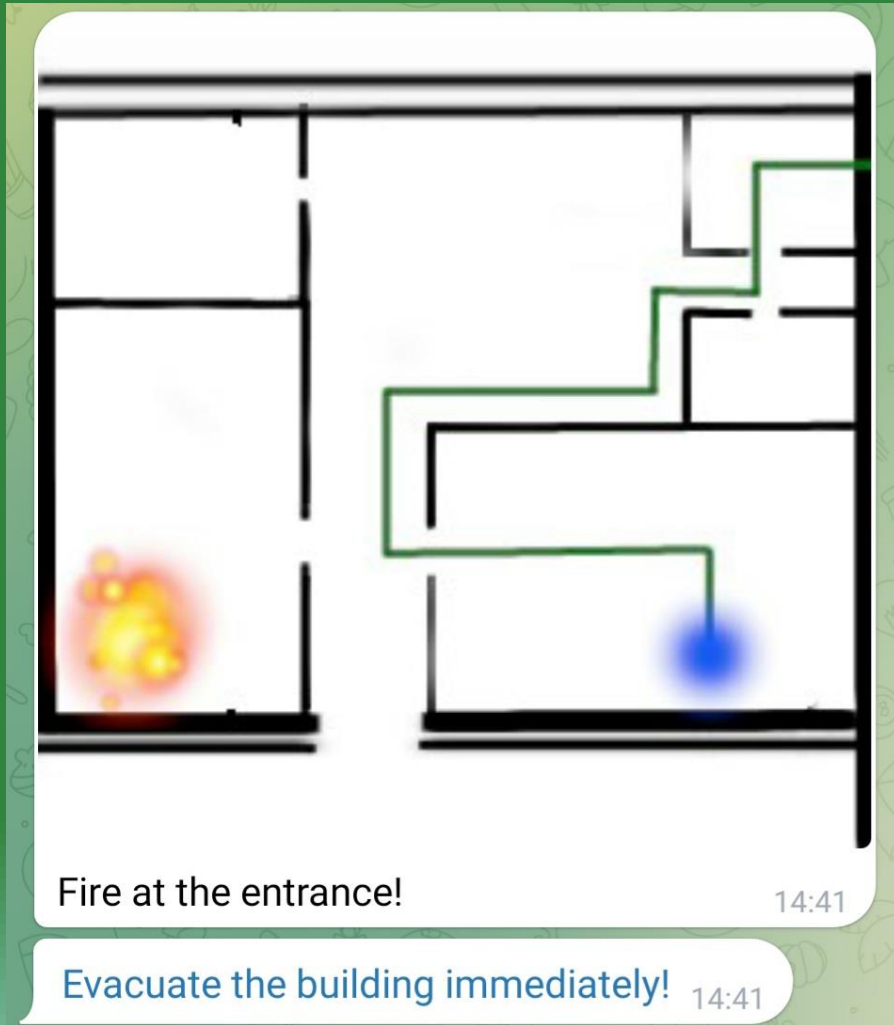 Fire at the entrance!
14:41
Evacuate the building immediately!
14:41